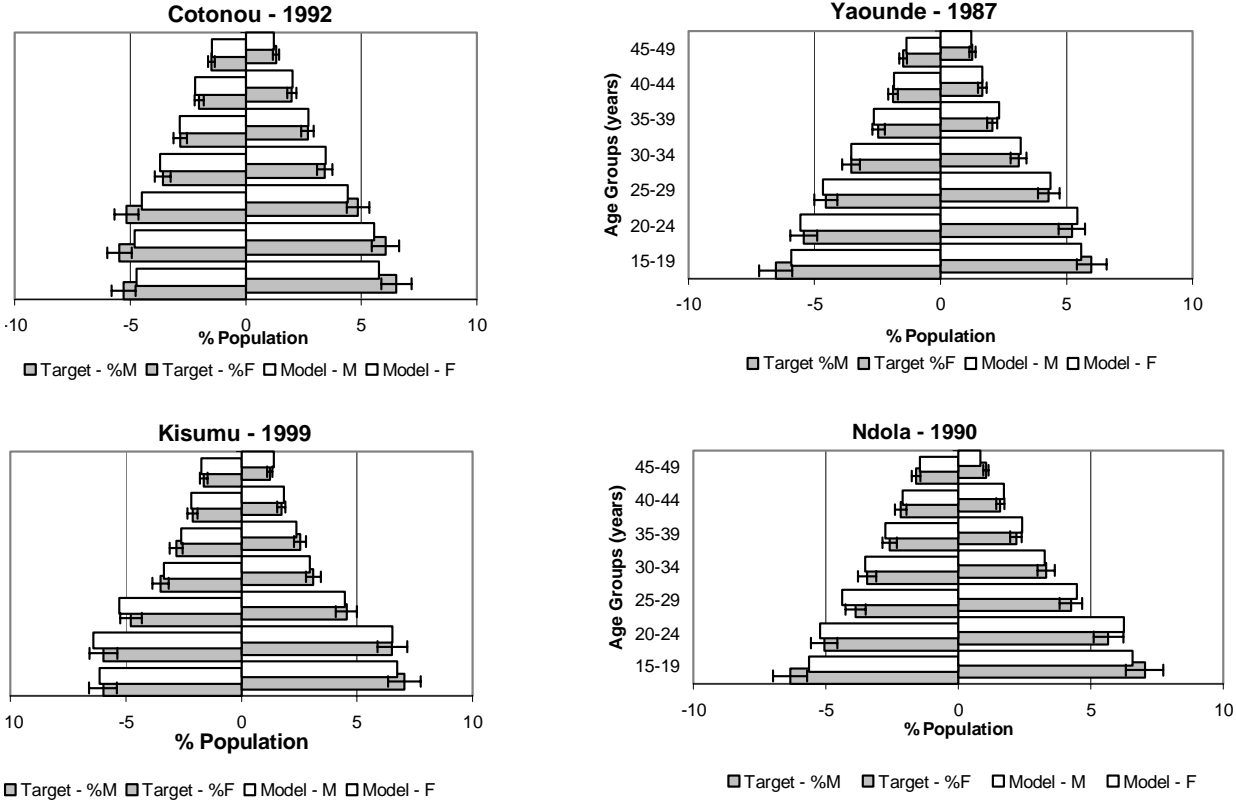 Cotonou - 1992
-10 -5 0 5 10
% Population
Target - %M Target - %F Model - M Model - F
Yaounde - 1987
Age Groups (years)
45-49
40-44
35-39
30-34
25-29
20-24
15-19
-10 -5 0 5 10
% Population
Target %M Target %F Model - M Model - F
Kisumu - 1999
10 -5 0 5 10
% Population
Target - %M Target - %F Model - M Model - F
Ndola - 1990
Age Groups (years)
45-49
40-44
35-39
30-34
25-29
20-24
15-19
-10 -5 0 5 10
% Population
Target - %M Target - %F Model - M Model - F